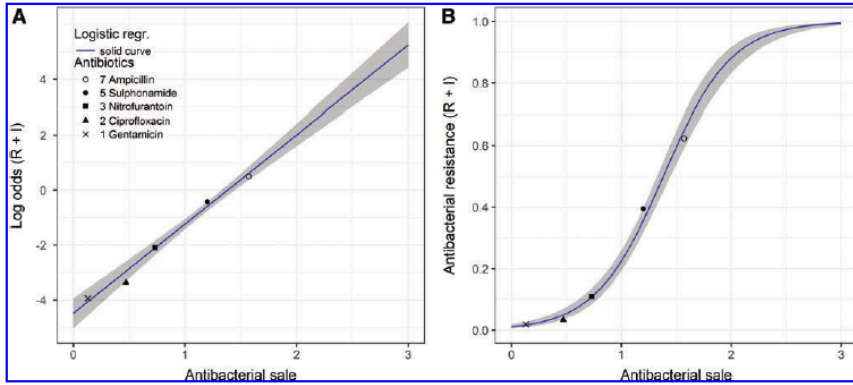 A
Logistic regr.
solid curve
Antibiotics
7 Ampicillin
5 Sulphonamide
3 Nitrofurantoin
2 Ciprofloxacin
1 Gentamicin
Log odds (R + I)
4
2
0
-2
-4
0 1 2 3
Antibacterial sale
B
Antibacterial resistance (R + I)
1.0
0.8
0.6
0.4
0.2
0.0
0 1 2 3
Antibacterial sale